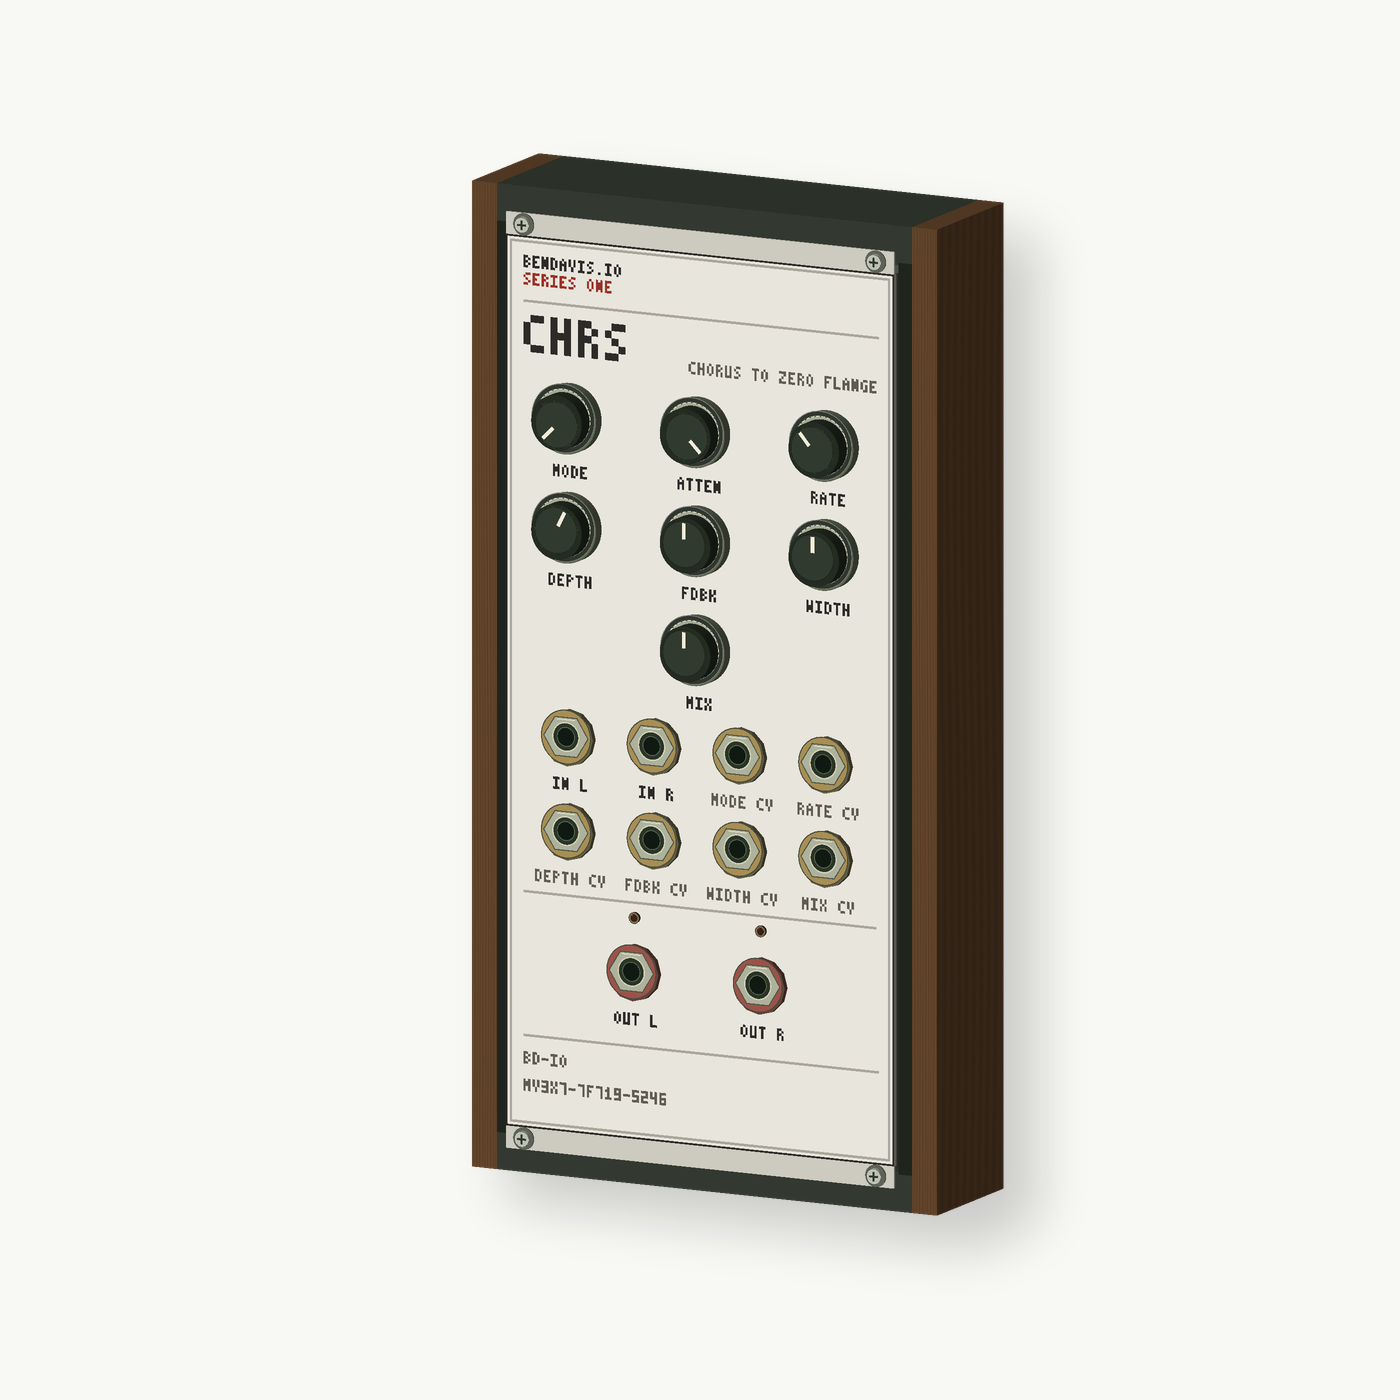 BENDAVIS.IO
SERIES ONE
CHRS
CHORUS TO ZERO FLANGE
MODE
ATTEN
RATE
DEPTH
FDBK
WIDTH
MIX
IN L
IN R
MODE CV
RATE CV
DEPTH CV
FDBK CV
WIDTH CV
MIX CV
OUT L
OUT R
BD-IO
MV3X7-7F719-5246